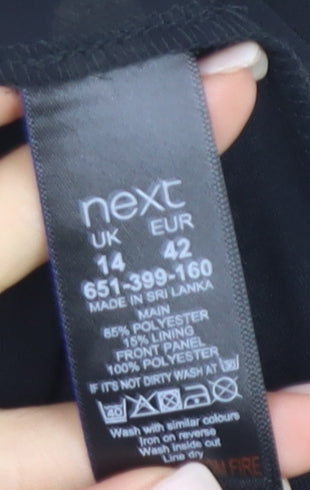 next
UK EUR
14 42
651-399-160
MADE IN SRI LANKA
MAIN
85% POLYESTER
15% LINING
FRONT PANEL
100% POLYESTER
IF IT'S NOT DIRTY WASH AT 30
40
Wash with similar colours
Iron on reverse
Wash inside out
Line dry
FIRE